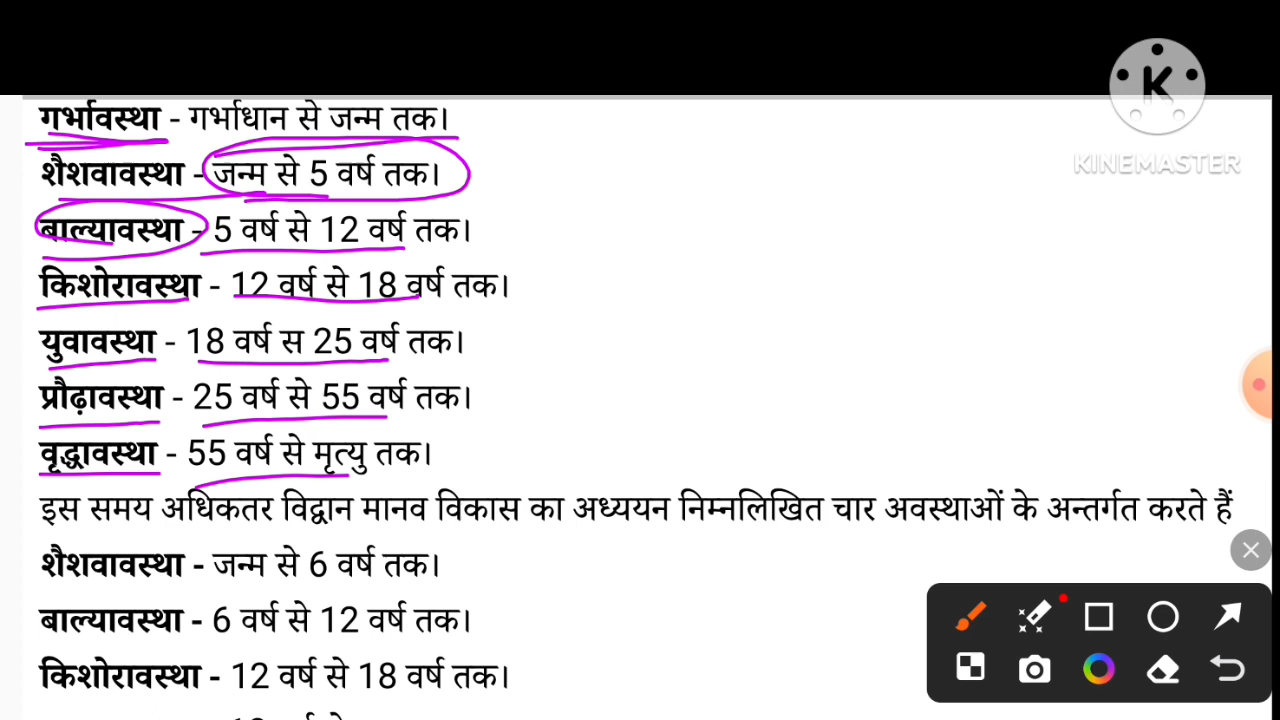 K
KINEMASTER
गर्भावस्था - गर्भाधान से जन्म तक।
शैशवावस्था - जन्म से 5 वर्ष तक।
बाल्यावस्था - 5 वर्ष से 12 वर्ष तक।
किशोरावस्था - 12 वर्ष से 18 वर्ष तक।
युवावस्था - 18 वर्ष स 25 वर्ष तक।
प्रौढ़ावस्था - 25 वर्ष से 55 वर्ष तक।
वृद्धावस्था - 55 वर्ष से मृत्यु तक।
इस समय अधिकतर विद्वान मानव विकास का अध्ययन निम्नलिखित चार अवस्थाओं के अन्तर्गत करते हैं
शैशवावस्था - जन्म से 6 वर्ष तक।
बाल्यावस्था - 6 वर्ष से 12 वर्ष तक।
किशोरावस्था - 12 वर्ष से 18 वर्ष तक।